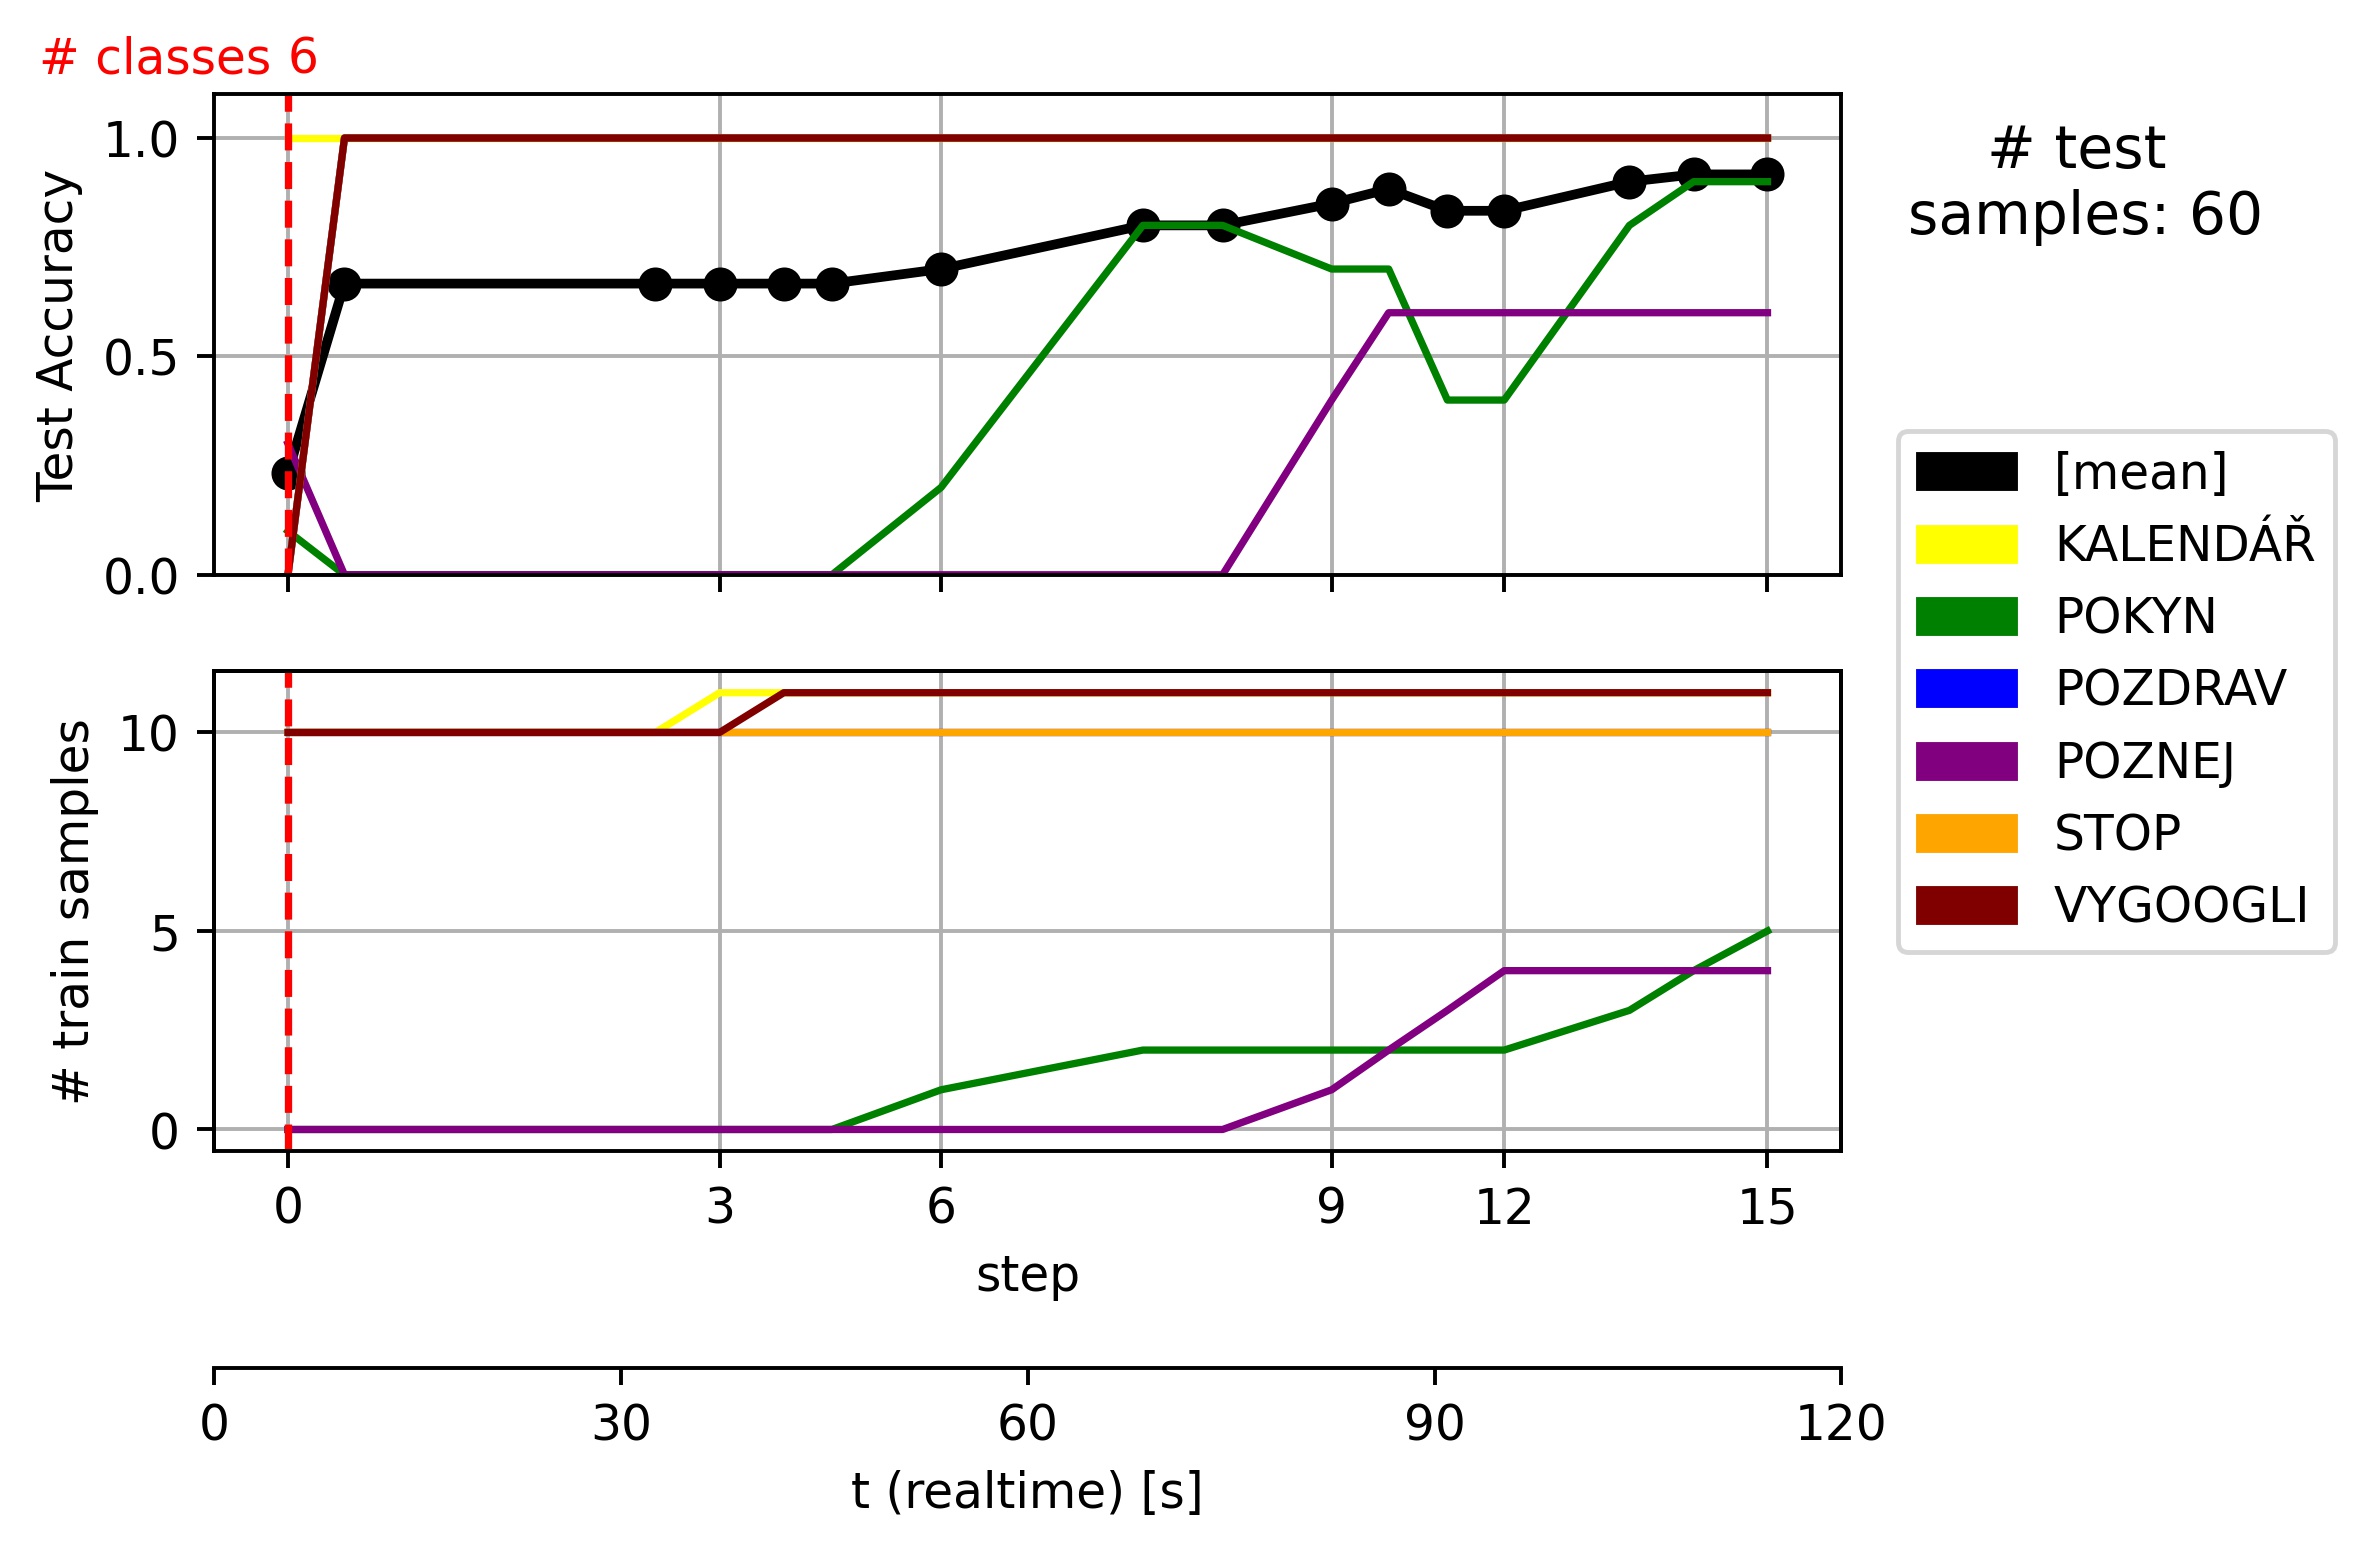 # classes 6
1.0
0.5
0.0
Test Accuracy
# test
samples: 60
[mean]
KALENDÁŘ
POKYN
POZDRAV
POZNEJ
STOP
VYGOOGLI
10
5
0
# train samples
0 3 6 9 12 15
step
0 30 60 90 120
t (realtime) [s]